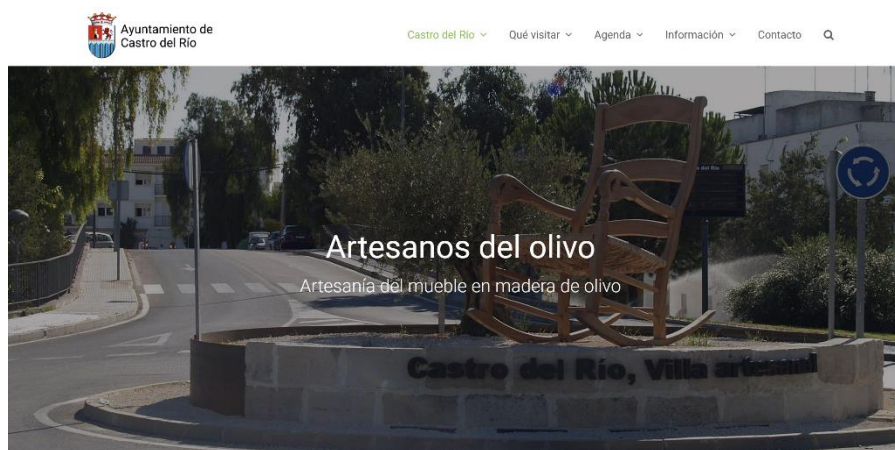 Ayuntamiento de
Castro del Río
Castro del Río
Qué visitar
Agenda
Información
Contacto
Artesanos del olivo
Artesanía del mueble en madera de olivo
Castro del Río, Villa artesanal